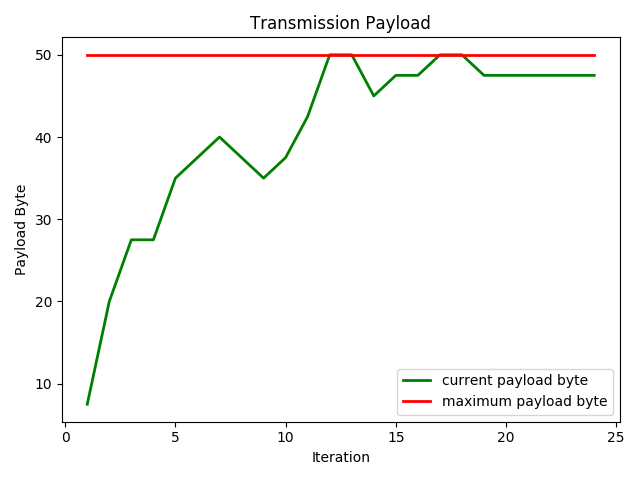 Transmission Payload
50
40
30
20
10
Payload Byte
0
5
10
15
20
25
Iteration
current payload byte
maximum payload byte